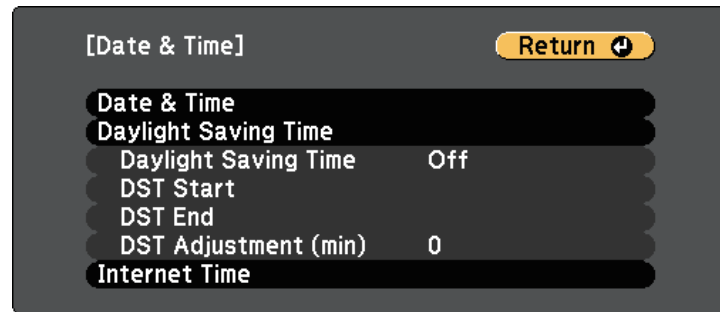 [Date & Time] Return
Date & Time
Daylight Saving Time
Daylight Saving Time Off
DST Start
DST End
DST Adjustment (min) 0
Internet Time